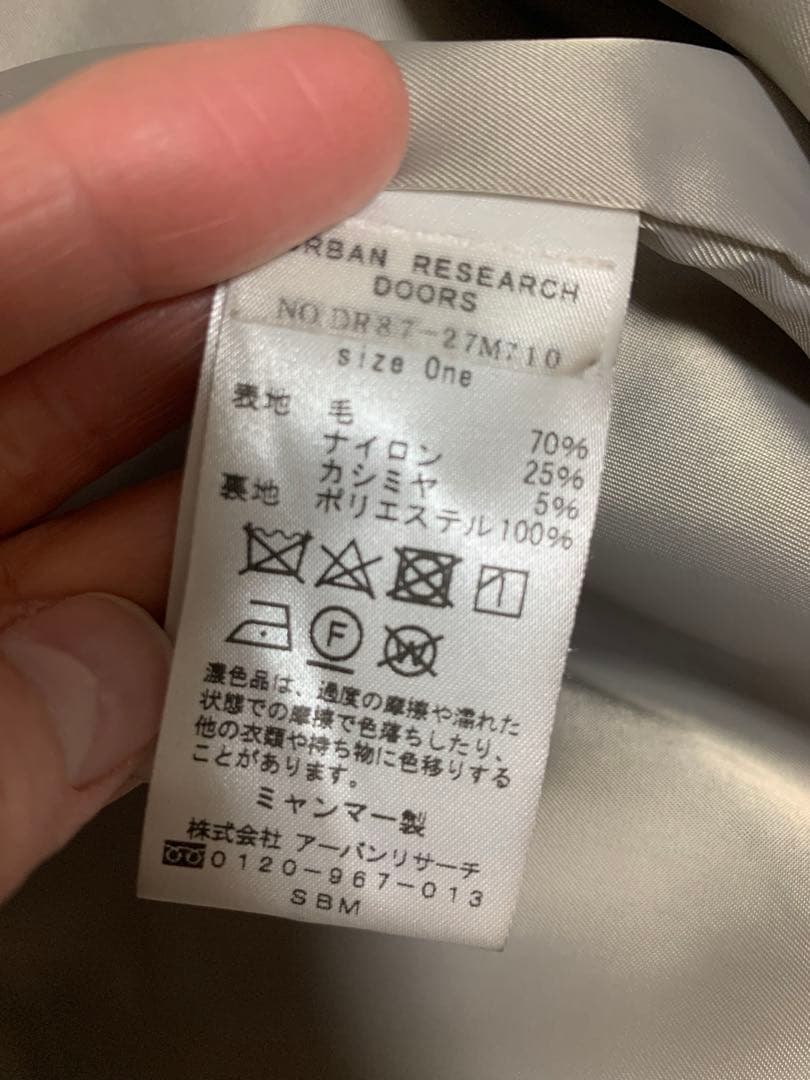 URBAN RESEARCH
DOORS
NO.DR87-27M710
size One
表地 毛 70%
ナイロン 25%
カシミヤ 5%
裏地 ポリエステル 100%
F
W
濃色品は、過度の摩擦や濡れた
状態での摩擦で色落ちしたり、
他の衣類や持ち物に色移りする
ことがあります。
ミャンマー製
株式会社 アーバンリサーチ
0120-967-013
SBM